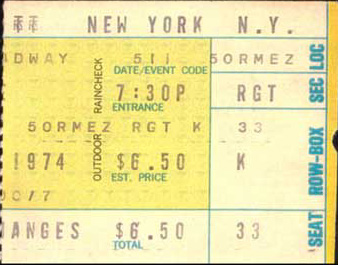 NEW YORK N.Y.
DWAY 511 5ORMEZ
DATE/EVENT CODE
7:30P RGT
ENTRANCE
5ORMEZ RGT K 33
1974 $6.50 K
EST. PRICE
ANGES $6.50 33
TOTAL
OUTDOOR RAINCHECK
SEAT ROW-BOX SEC LOC